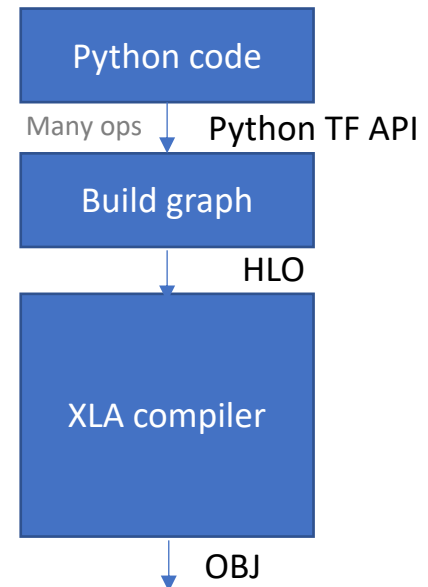 Python code
Many ops
Python TF API
Build graph
HLO
XLA compiler
OBJ